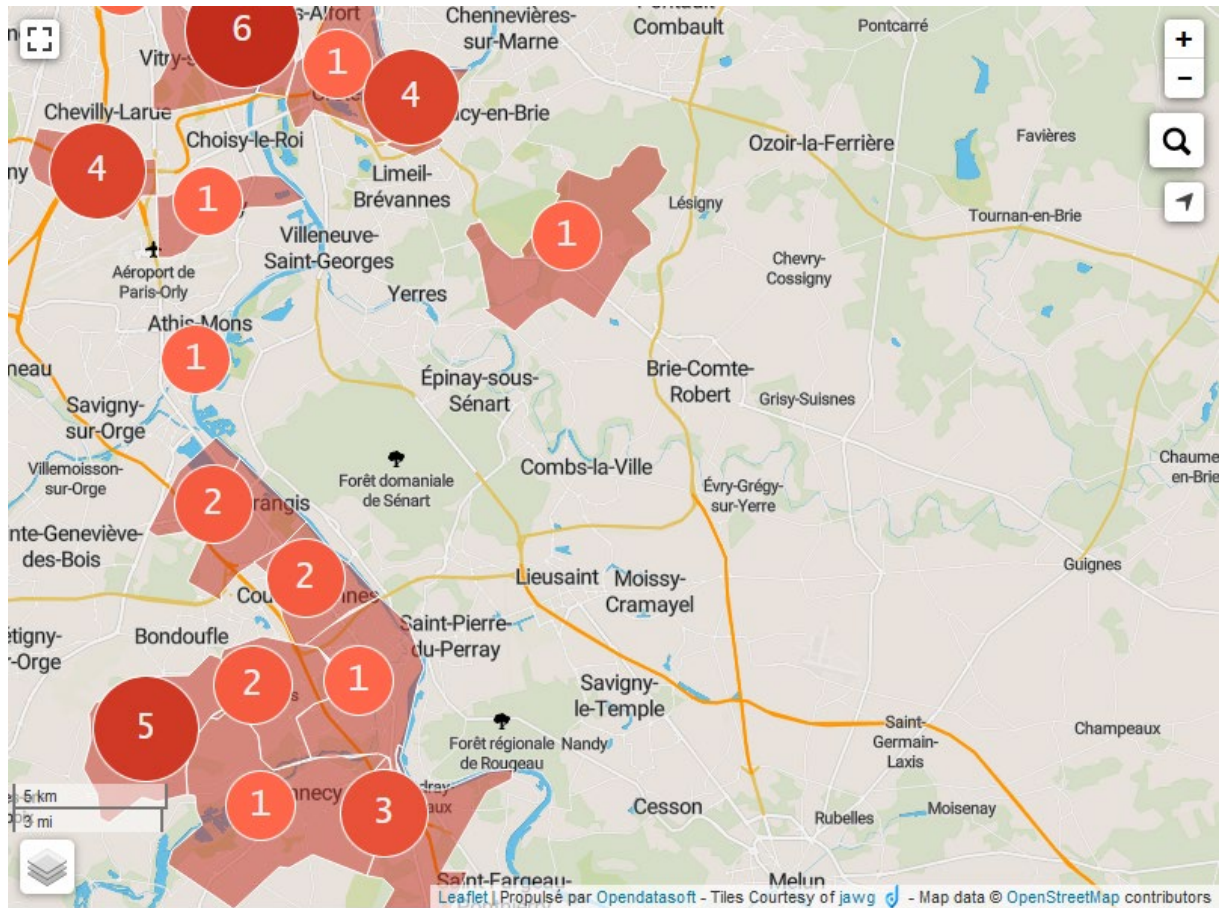 Chennevières-
sur-Marne
Combault
Pontcarré
6
1
4
+
−
Chevilly-Larue
Choisy-le-Roi
Ozoir-la-Ferrière
Favières
4
Limeil-
Brévannes
1
Lésigny
Tournan-en-Brie
1
Villeneuve-
Saint-Georges
Aéroport de
Paris-Orly
Chevry-
Cossigny
Yerres
Athis-Mons
1
Épinay-sous-
Sénart
Brie-Comte-
Robert
Grisy-Suisnes
Savigny-
sur-Orge
Villemoisson-
sur-Orge
Forêt domaniale
de Sénart
Combs-la-Ville
Évry-Grégy-
sur-Yerre
en-Brie
2
des-Bois
2
Lieusaint
Moissy-
Cramayel
Guignes
Bondoufle
Saint-Pierre-
du-Perray
2
1
Savigny-
le-Temple
5
Forêt régionale
de Rougeau
Nandy
Saint-
Germain-
Laxis
Champeaux
5 km
3 mi
1
3
Cesson
Rubelles
Moisenay
Melun
Saint-Fargeau-
Leaflet | Propulsé par Opendatasoft - Tiles Courtesy of jawg - Map data © OpenStreetMap contributors